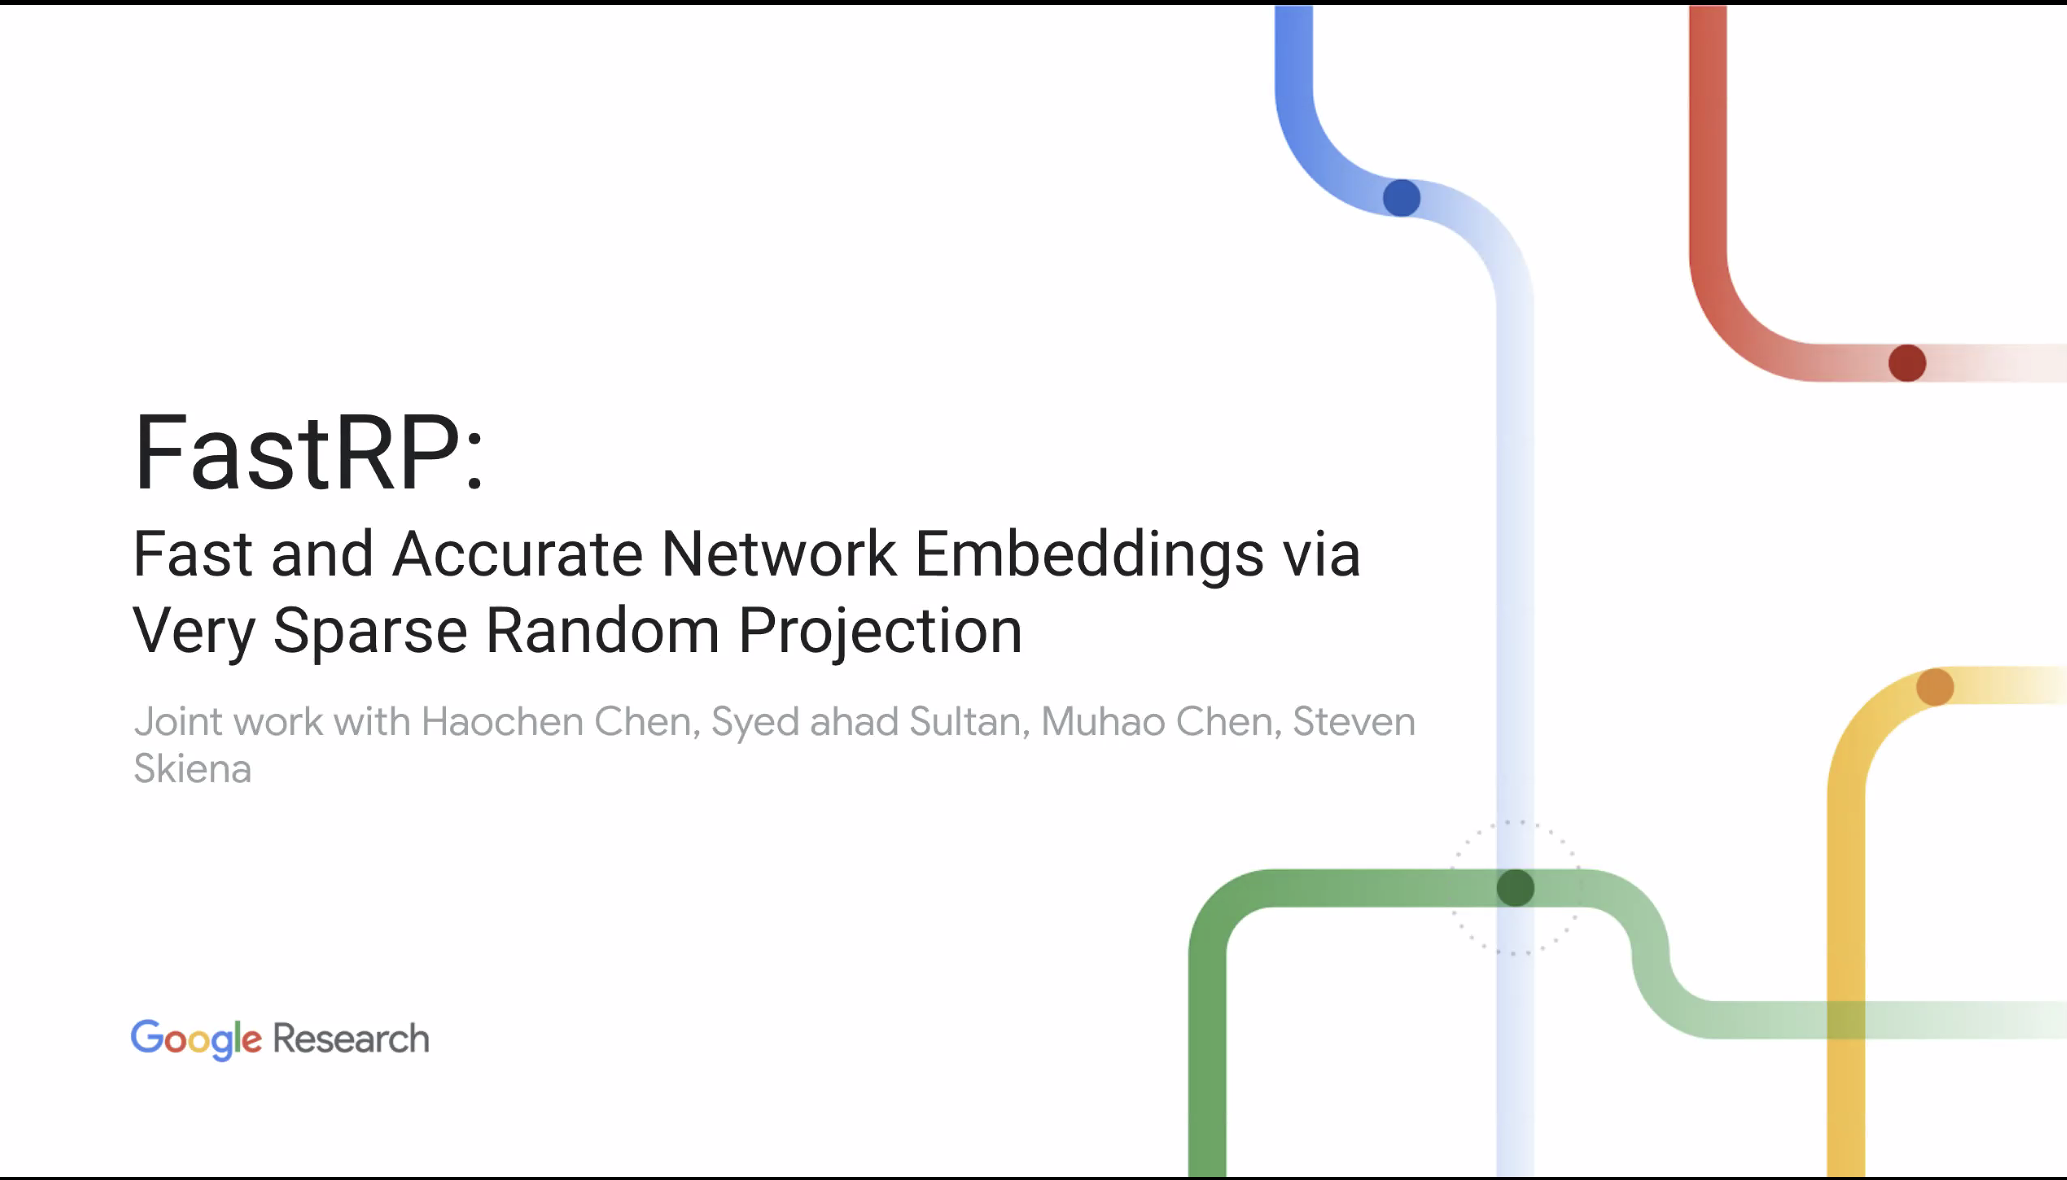 FastRP:
Fast and Accurate Network Embeddings via
Very Sparse Random Projection
Joint work with Haochen Chen, Syed ahad Sultan, Muhao Chen, Steven
Skiena
Google Research